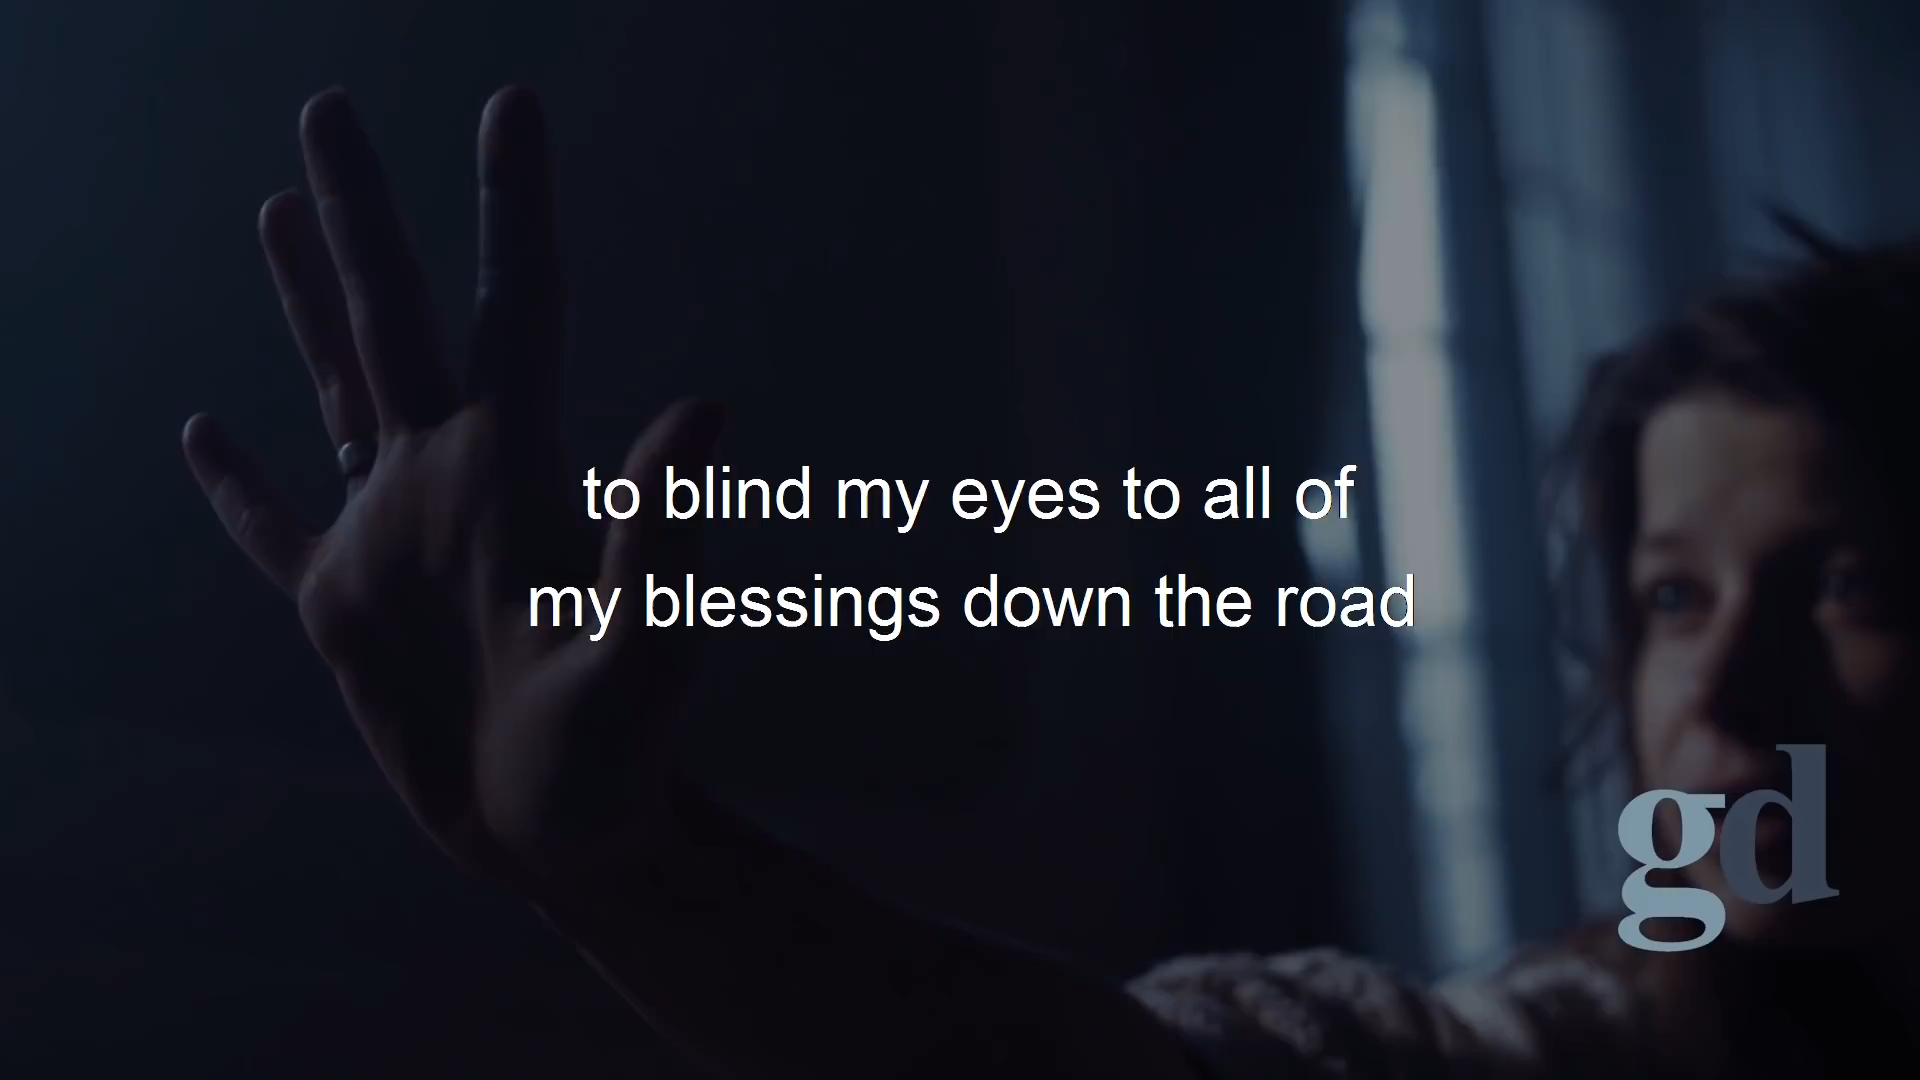 to blind my eyes to all of
my blessings down the road
gd